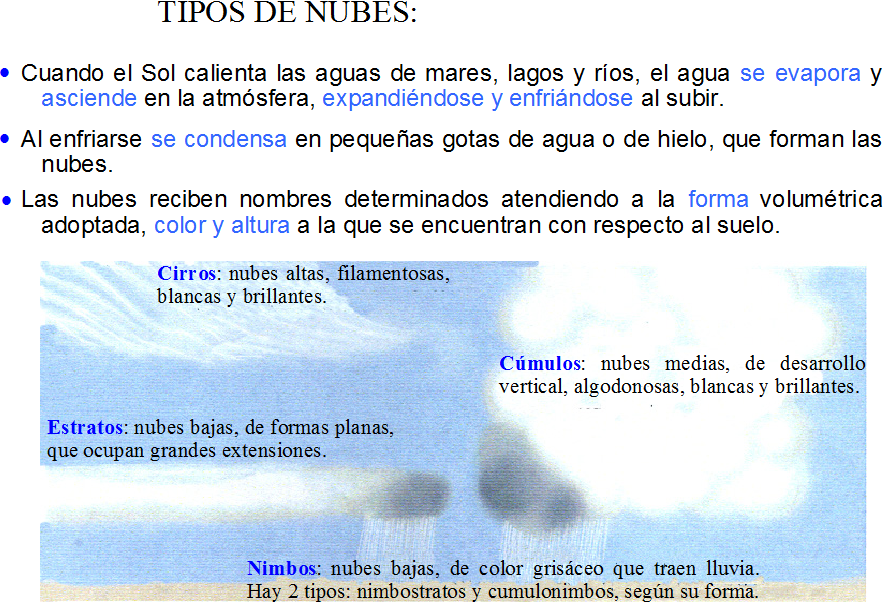 TIPOS DE NUBES:
• Cuando el Sol calienta las aguas de mares, lagos y ríos, el agua se evapora y
asciende en la atmósfera, expandiéndose y enfriándose al subir.
• Al enfriarse se condensa en pequeñas gotas de agua o de hielo, que forman las
nubes.
• Las nubes reciben nombres determinados atendiendo a la forma volumétrica
adoptada, color y altura a la que se encuentran con respecto al suelo.
Cirros: nubes altas, filamentosas,
blancas y brillantes.
Cúmulos: nubes medias, de desarrollo
vertical, algodonosas, blancas y brillantes.
Estratos: nubes bajas, de formas planas,
que ocupan grandes extensiones.
Nimbos: nubes bajas, de color grisáceo que traen lluvia.
Hay 2 tipos: nimbostratos y cumulonimbos, según su forma.